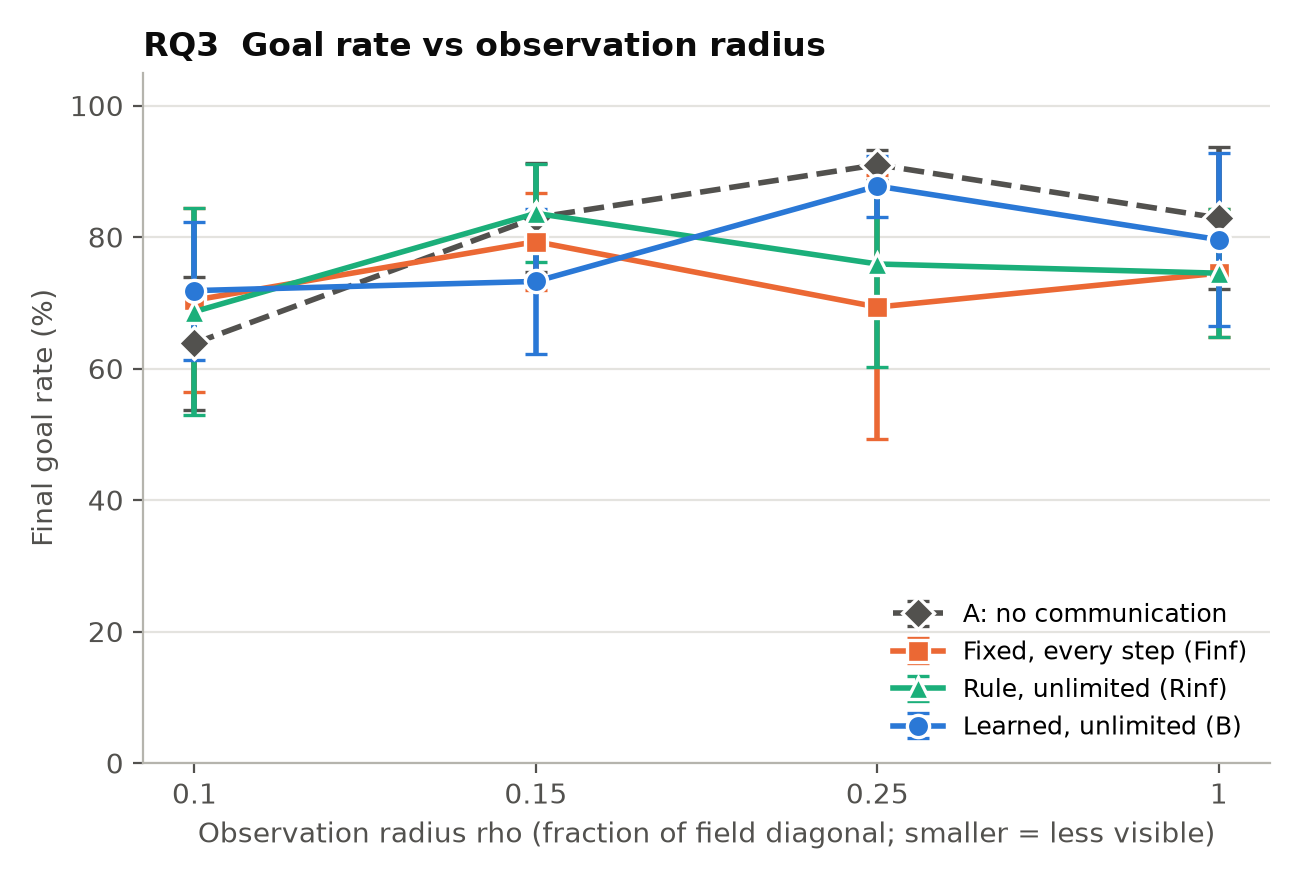 RQ3  Goal rate vs observation radius
Final goal rate (%)
100
80
60
40
20
0
A: no communication
Fixed, every step (Finf)
Rule, unlimited (Rinf)
Learned, unlimited (B)
0.1 0.15 0.25 1
Observation radius rho (fraction of field diagonal; smaller = less visible)